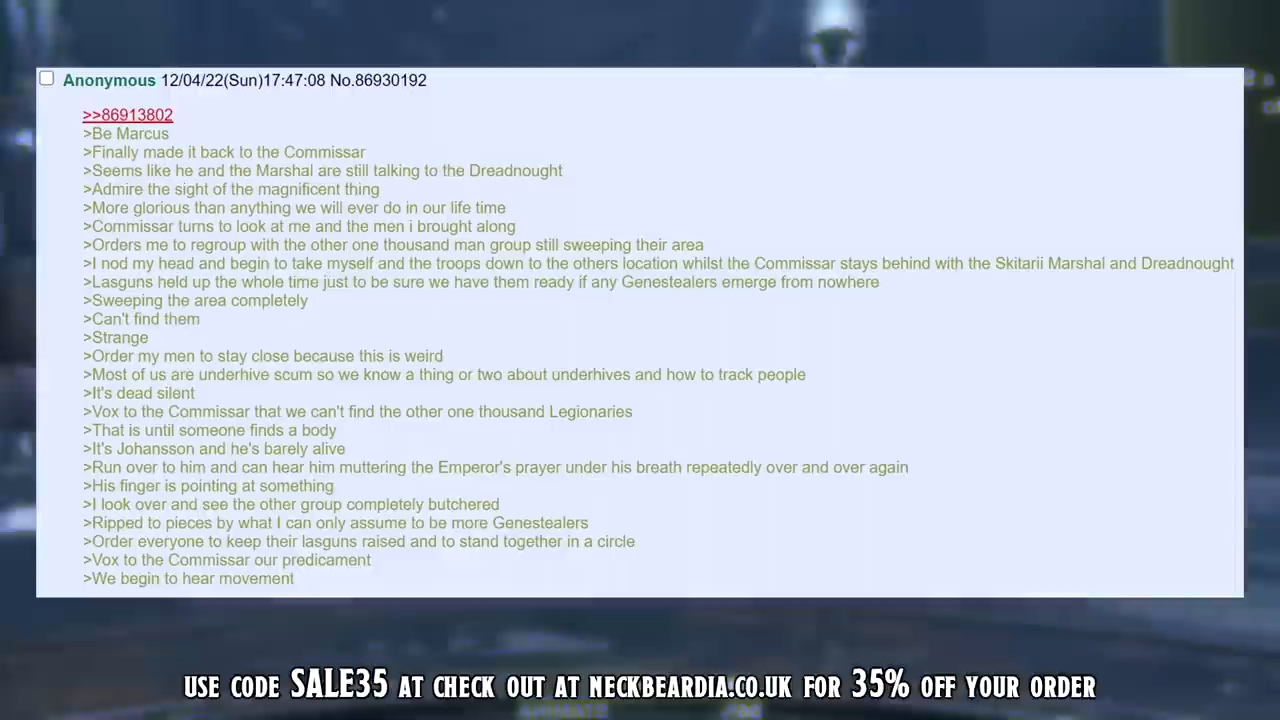 Anonymous 12/04/22(Sun)17:47:08 No.86930192
>>86913802
>Be Marcus
>Finally made it back to the Commissar
>Seems like he and the Marshal are still talking to the Dreadnought
>Admire the sight of the magnificent thing
>More glorious than anything we will ever do in our life time
>Commissar turns to look at me and the men i brought along
>Orders me to regroup with the other one thousand man group still sweeping their area
>I nod my head and begin to take myself and the troops down to the others location whilst the Commissar stays behind with the Skitarii Marshal and Dreadnought
>Lasguns held up the whole time just to be sure we have them ready if any Genestealers emerge from nowhere
>Sweeping the area completely
>Can't find them
>Strange
>Order my men to stay close because this is weird
>Most of us are underhive scum so we know a thing or two about underhives and how to track people
>It's dead silent
>Vox to the Commissar that we can't find the other one thousand Legionaries
>That is until someone finds a body
>It's Johansson and he's barely alive
>Run over to him and can hear him muttering the Emperor's prayer under his breath repeatedly over and over again
>His finger is pointing at something
>I look over and see the other group completely butchered
>Ripped to pieces by what I can only assume to be more Genestealers
>Order everyone to keep their lasguns raised and to stand together in a circle
>Vox to the Commissar our predicament
>We begin to hear movement
USE CODE SALE35 AT CHECK OUT AT NECKBEARDIA.CO.UK FOR 35% OFF YOUR ORDER